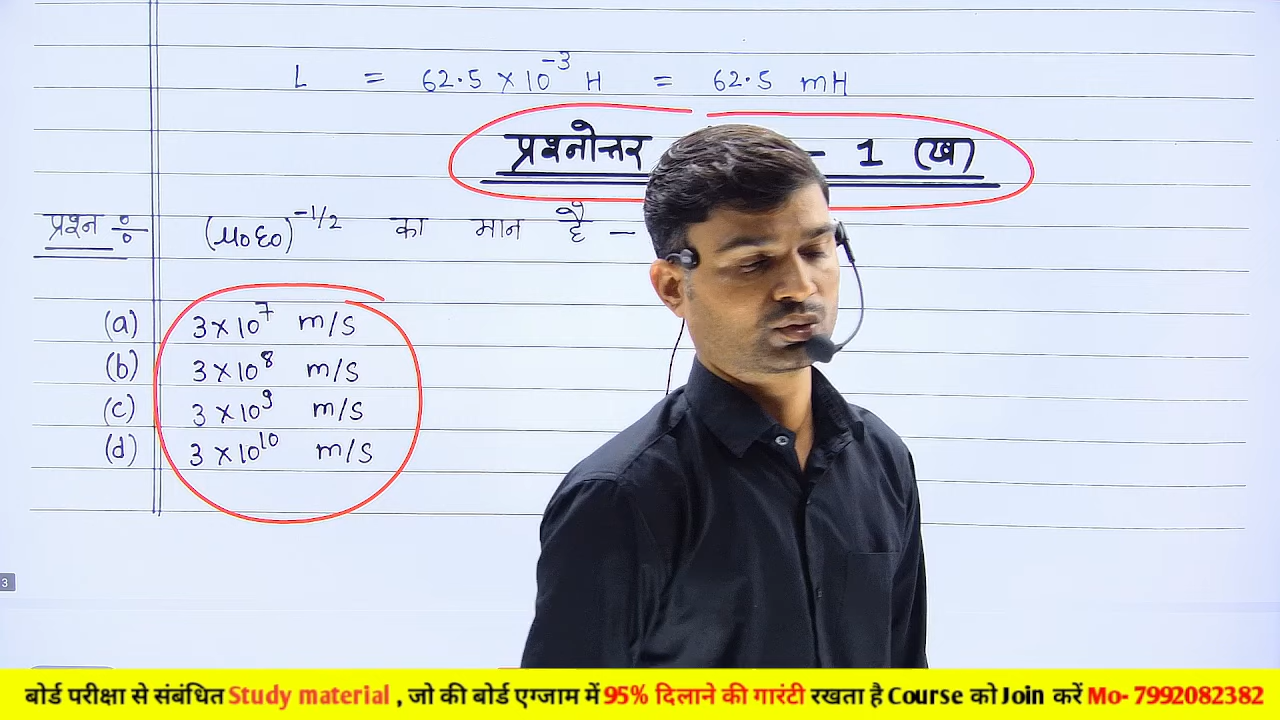 L = 62.5 × 10⁻³ H = 62.5 mH
प्रश्नोत्तर – 1 (ख)
प्रश्न ÷ (μ₀ε₀)⁻¹/² का मान है –
(a) 3×10⁷ m/s
(b) 3×10⁸ m/s
(c) 3×10⁹ m/s
(d) 3×10¹⁰ m/s
3
बोर्ड परीक्षा से संबंधित Study material , जो की बोर्ड एग्जाम में 95% दिलाने की गारंटी रखता है Course को Join करें Mo- 7992082382